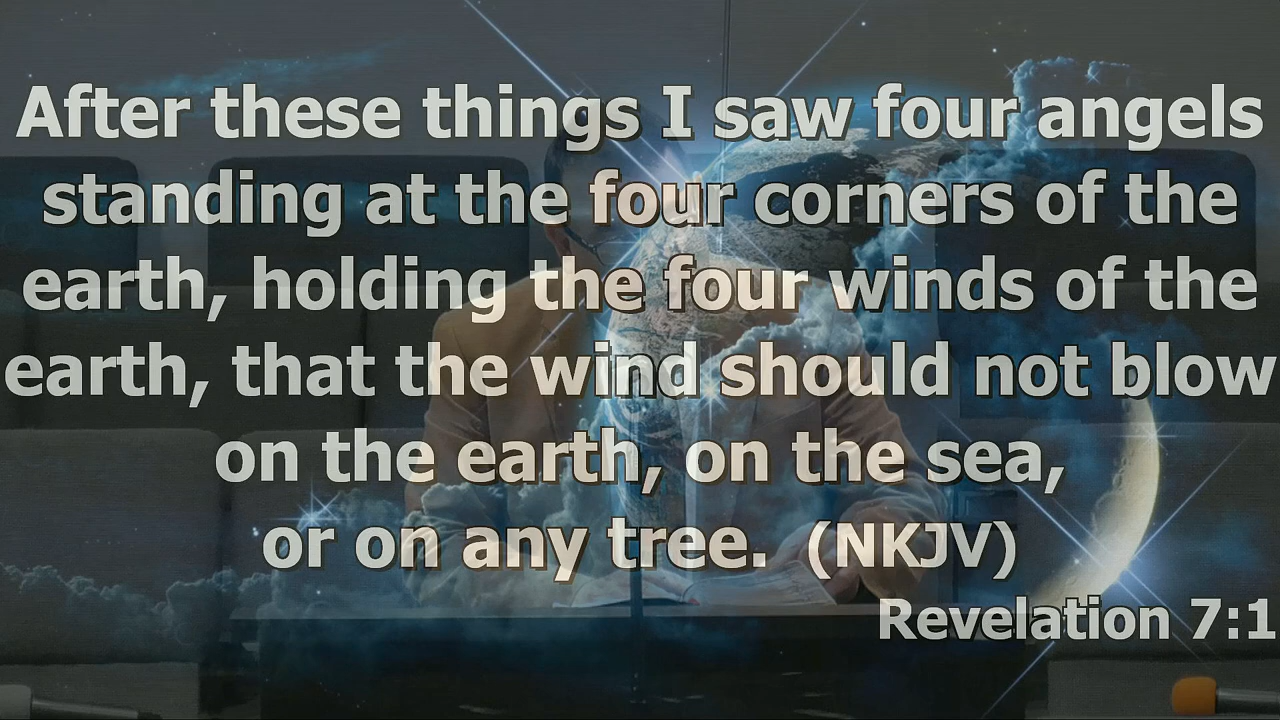 After these things I saw four angels
standing at the four corners of the
earth, holding the four winds of the
earth, that the wind should not blow
on the earth, on the sea,
or on any tree. (NKJV)
Revelation 7:1